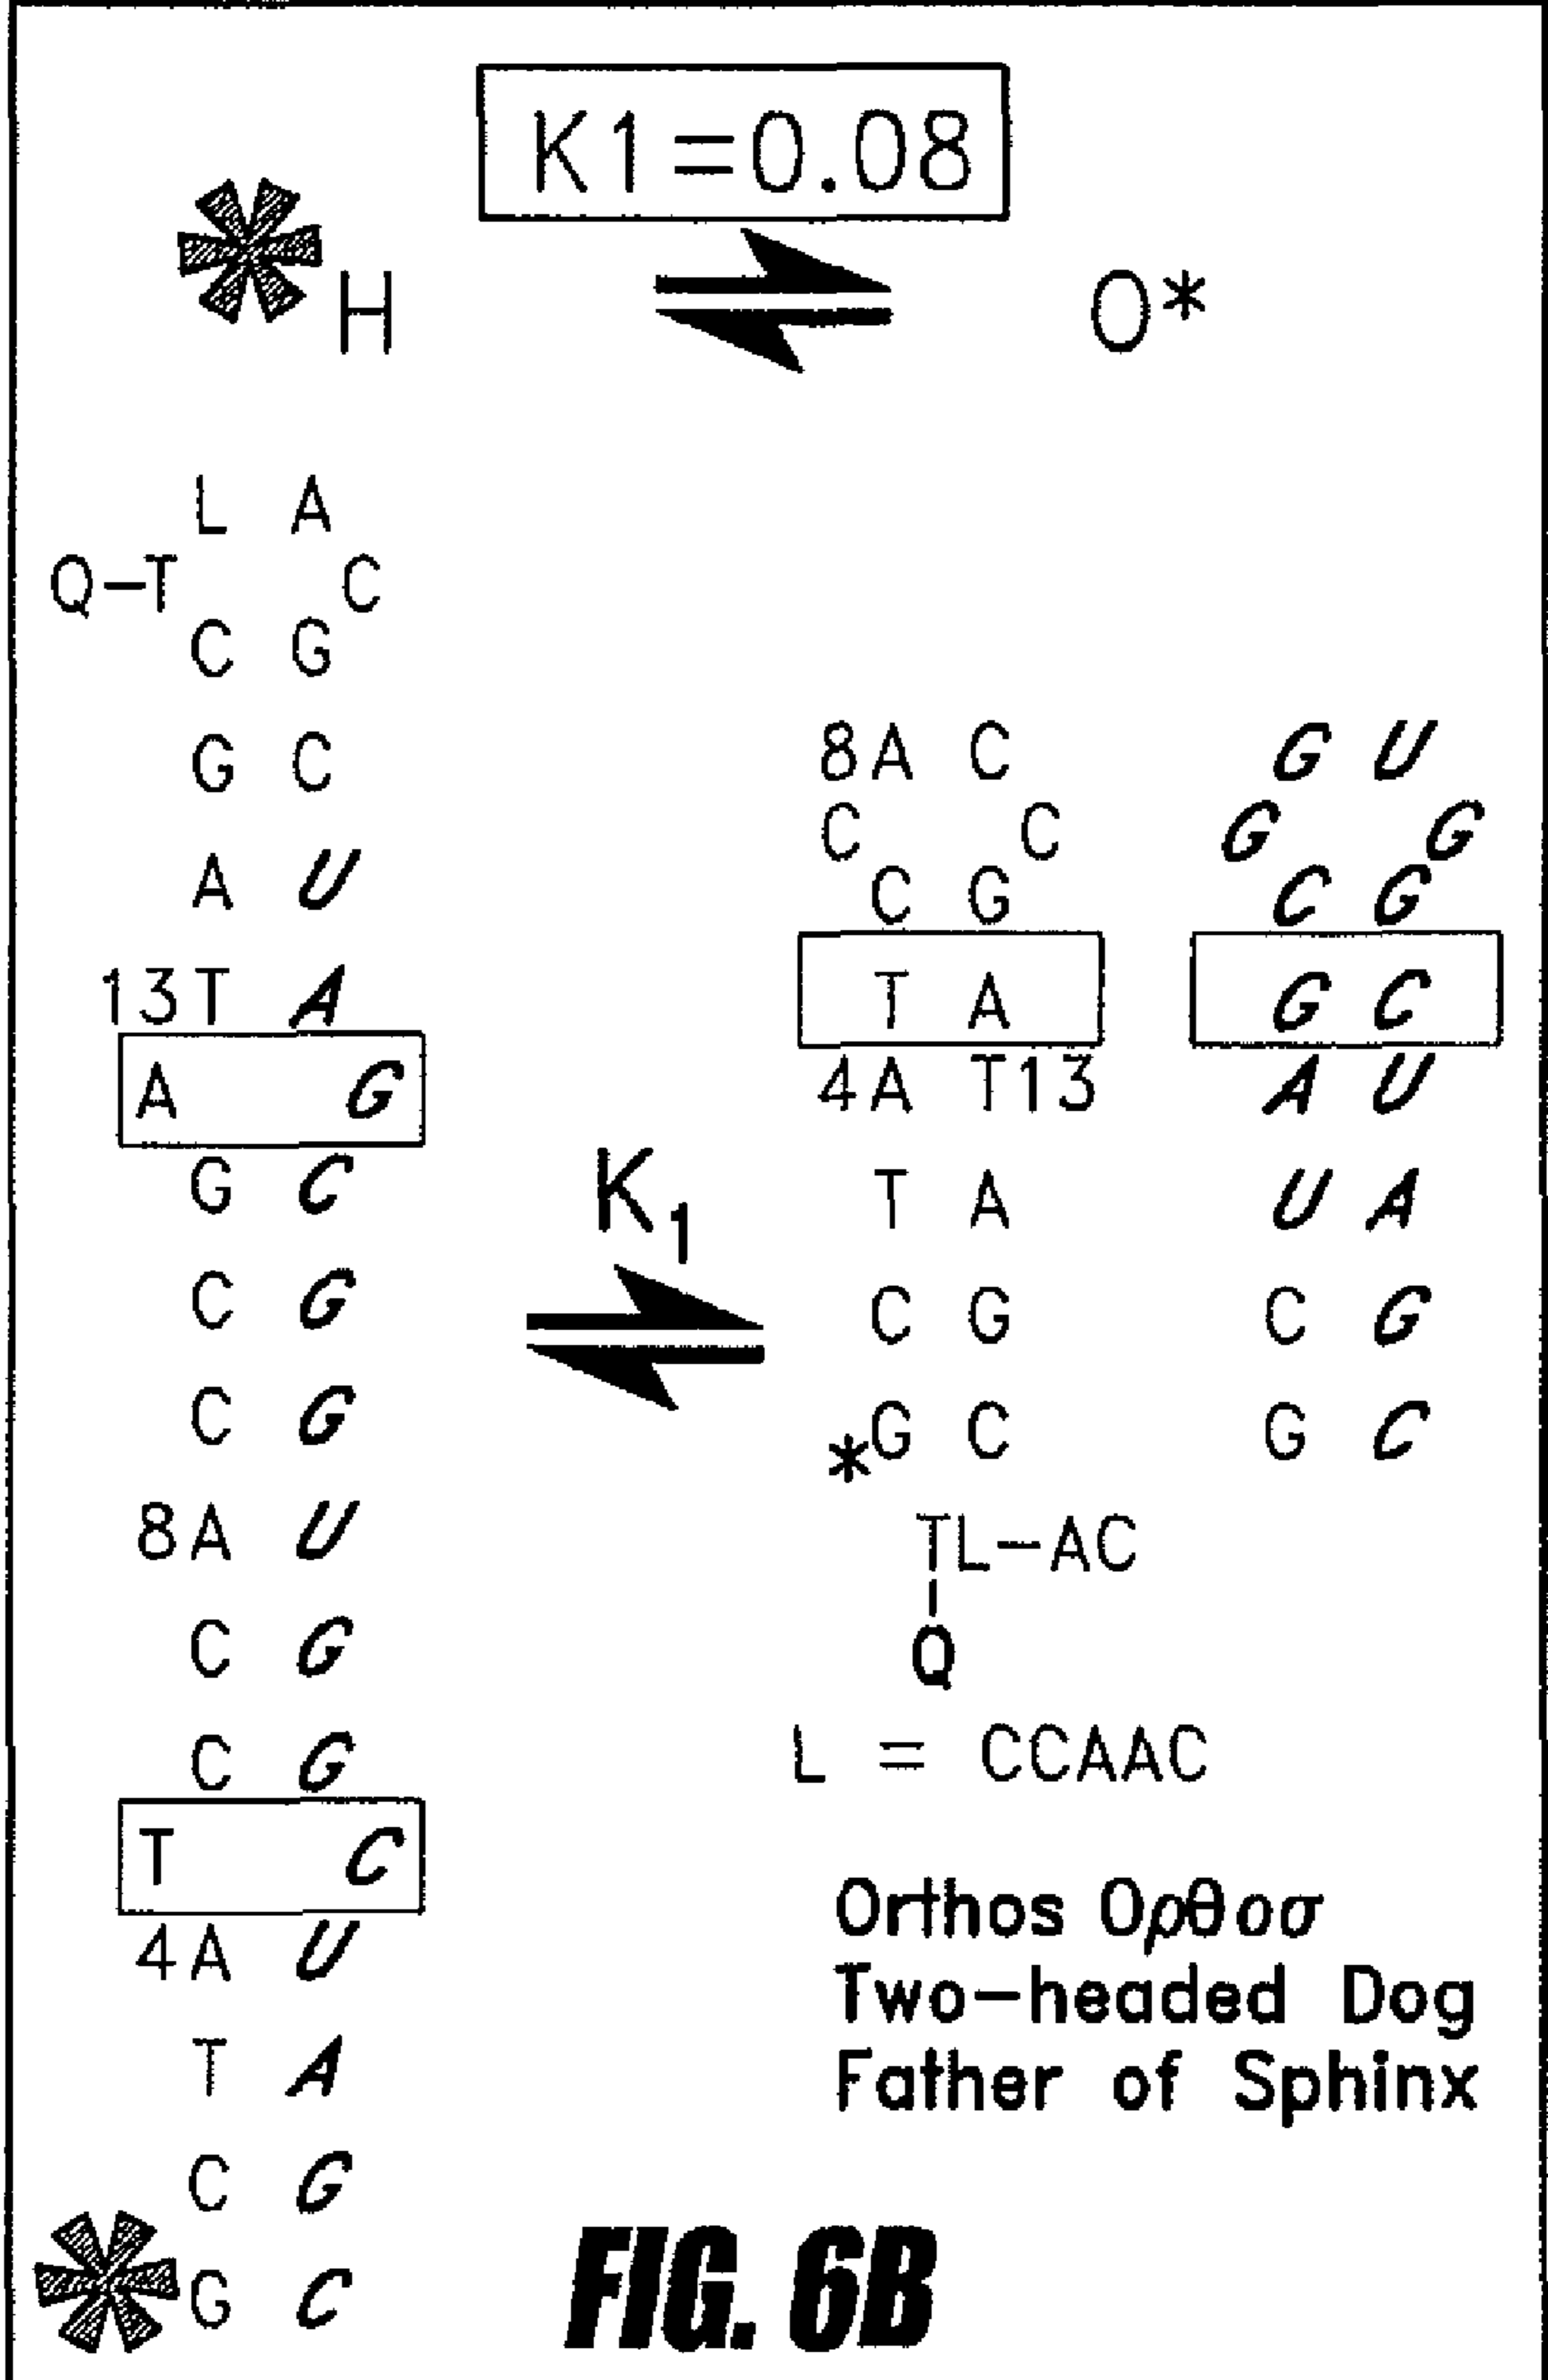 K1=0.08
H O*
L A
Q-T C
C G
G C
A U
13T A
A G
G C
C G
C G
8A U
C G
C G
T C
4A U
T A
C G
G C
K1
8A C G U
C C G G
C G C G
T A G C
4A T13 A U
T A U A
C G C G
*G C G C
TL-AC
Q
L = CCAAC
Orthos Ορθοσ
Two-headed Dog
Father of Sphinx
FIG. 6B